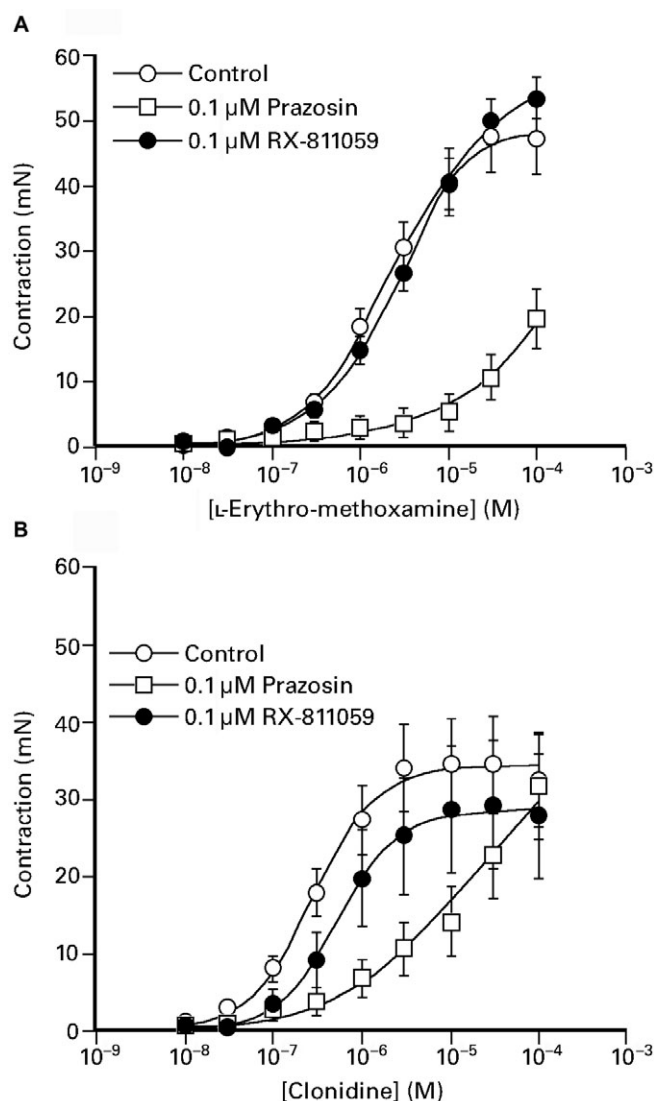 A
60
50
40
30
20
10
0
Contraction (mN)
Control
0.1 µM Prazosin
0.1 µM RX-811059
10⁻⁹ 10⁻⁸ 10⁻⁷ 10⁻⁶ 10⁻⁵ 10⁻⁴ 10⁻³
[L-Erythro-methoxamine] (M)
B
60
50
40
30
20
10
0
Contraction (mN)
Control
0.1 µM Prazosin
0.1 µM RX-811059
10⁻⁹ 10⁻⁸ 10⁻⁷ 10⁻⁶ 10⁻⁵ 10⁻⁴ 10⁻³
[Clonidine] (M)